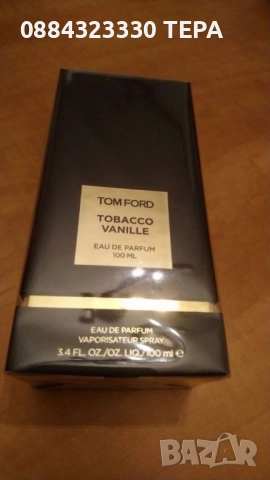 0884323330 ТЕРА
TOM FORD
TOBACCO
VANILLE
EAU DE PARFUM
100 ML
EAU DE PARFUM
VAPORISATEUR SPRAY
3.4 FL. OZ./OZ. LIQ./100 ml ℮
BAZAR